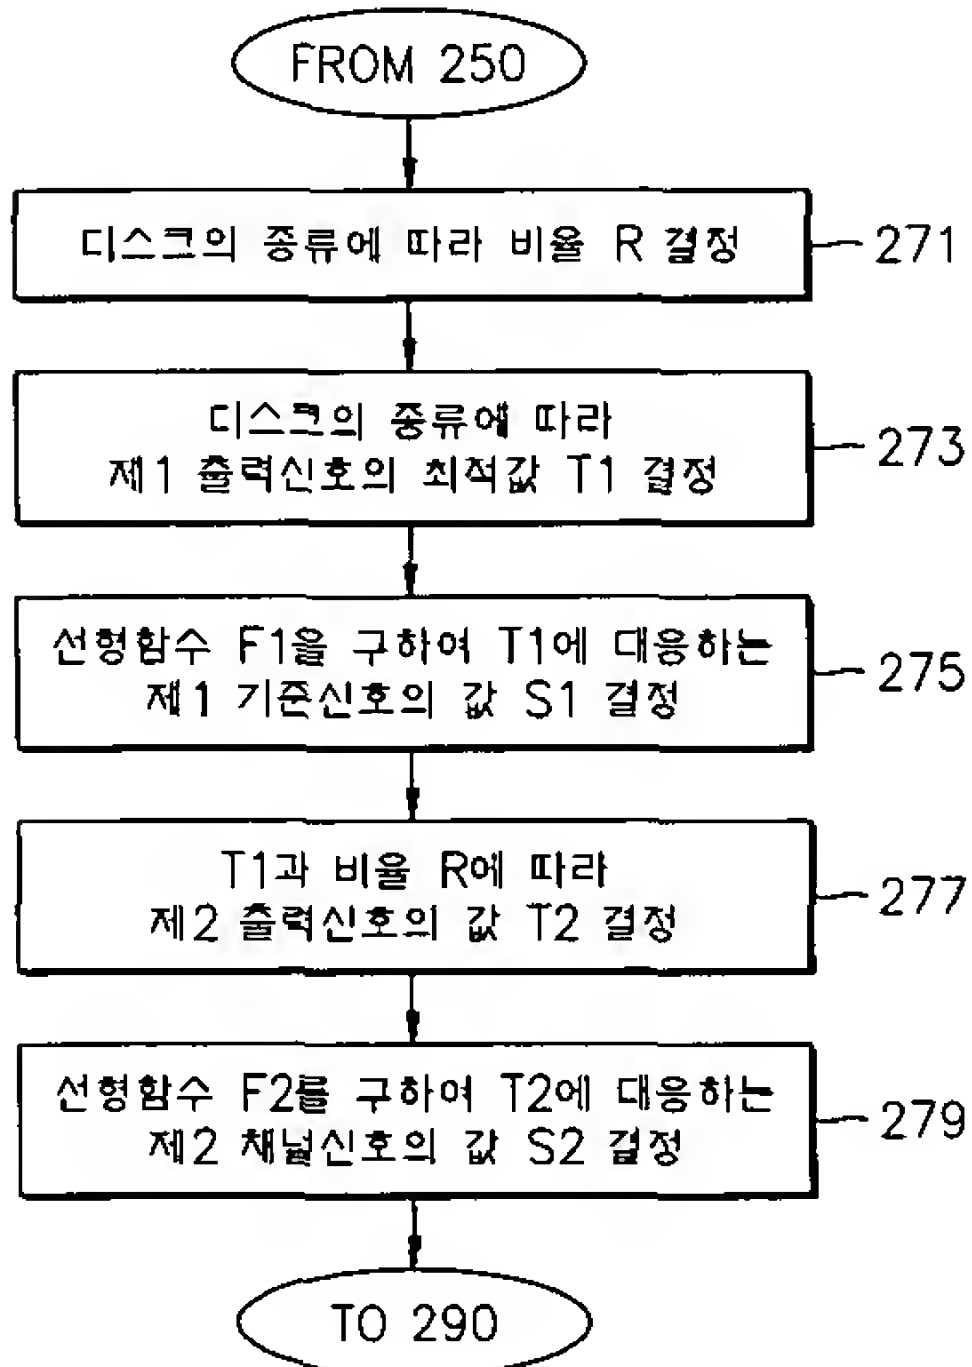 FROM 250
디스크의 종류에 따라 비율 R 결정
271
디스크의 종류에 따라
제1 출력신호의 최적값 T1 결정
273
선형함수 F1을 구하여 T1에 대응하는
제1 기준신호의 값 S1 결정
275
T1과 비율 R에 따라
제2 출력신호의 값 T2 결정
277
선형함수 F2를 구하여 T2에 대응하는
제2 채널신호의 값 S2 결정
279
TO 290